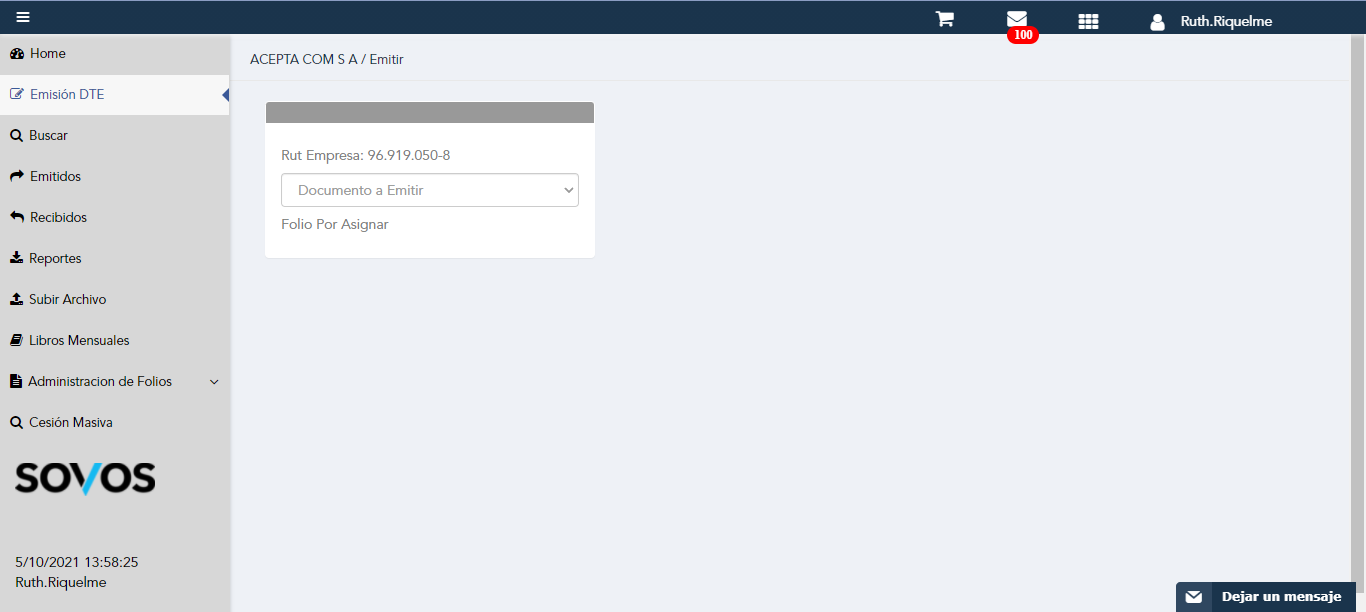 Ruth.Riquelme
100
Home
ACEPTA COM S A / Emitir
Emisión DTE
Buscar
Rut Empresa: 96.919.050-8
Emitidos
Documento a Emitir
Recibidos
Folio Por Asignar
Reportes
Subir Archivo
Libros Mensuales
Administracion de Folios
Cesión Masiva
SOVOS
5/10/2021 13:58:25
Ruth.Riquelme
Dejar un mensaje